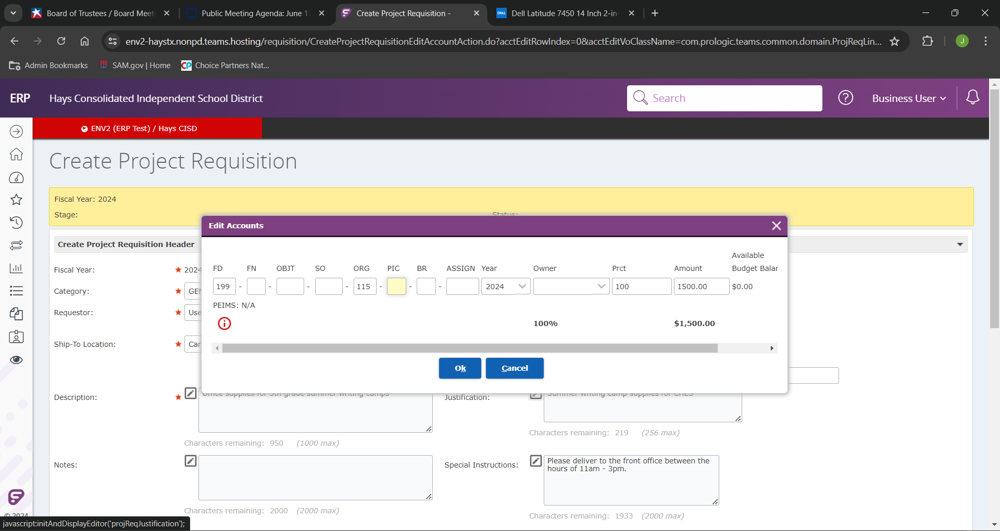 Board of Trustees / Board Meeti
Public Meeting Agenda: June 17
Create Project Requisition -
Dell Latitude 7450 14 Inch 2-in-
env2-haystx.nonpd.teams.hosting/requisition/CreateProjectRequisitionEditAccountAction.do?acctEditRowIndex=0&acctEditVoClassName=com.prologic.teams.common.domain.ProjReqLin...
J
Admin Bookmarks
SAM.gov | Home
Choice Partners Nat...
ERP
Hays Consolidated Independent School District
Search
Business User
ENV2 (ERP Test) / Hays CISD
Create Project Requisition
Fiscal Year: 2024
Stage:
Status:
Edit Accounts
Create Project Requisition Header
Available
FD FN OBJT SO ORG PIC BR ASSIGN Year Owner Prct Amount Budget Balar
Fiscal Year:
★ 2024
199 - - - - 115 - - - 2024 100 1500.00 $0.00
Category:
★ GEN
PEIMS: N/A
Requestor:
★ Use
100% $1,500.00
Ship-To Location:
★ Car
Ok
Cancel
Description:
★
Office supplies for 5th grade summer writing camps
Justification:
Summer writing camp supplies for CHES
Characters remaining: 950 (1000 max)
Characters remaining: 219 (256 max)
Notes:
Special Instructions:
Please deliver to the front office between the
hours of 11am - 3pm.
Characters remaining: 2000 (2000 max)
Characters remaining: 1933 (2000 max)
© 2024
javascript:initAndDisplayEditor('projReqJustification');